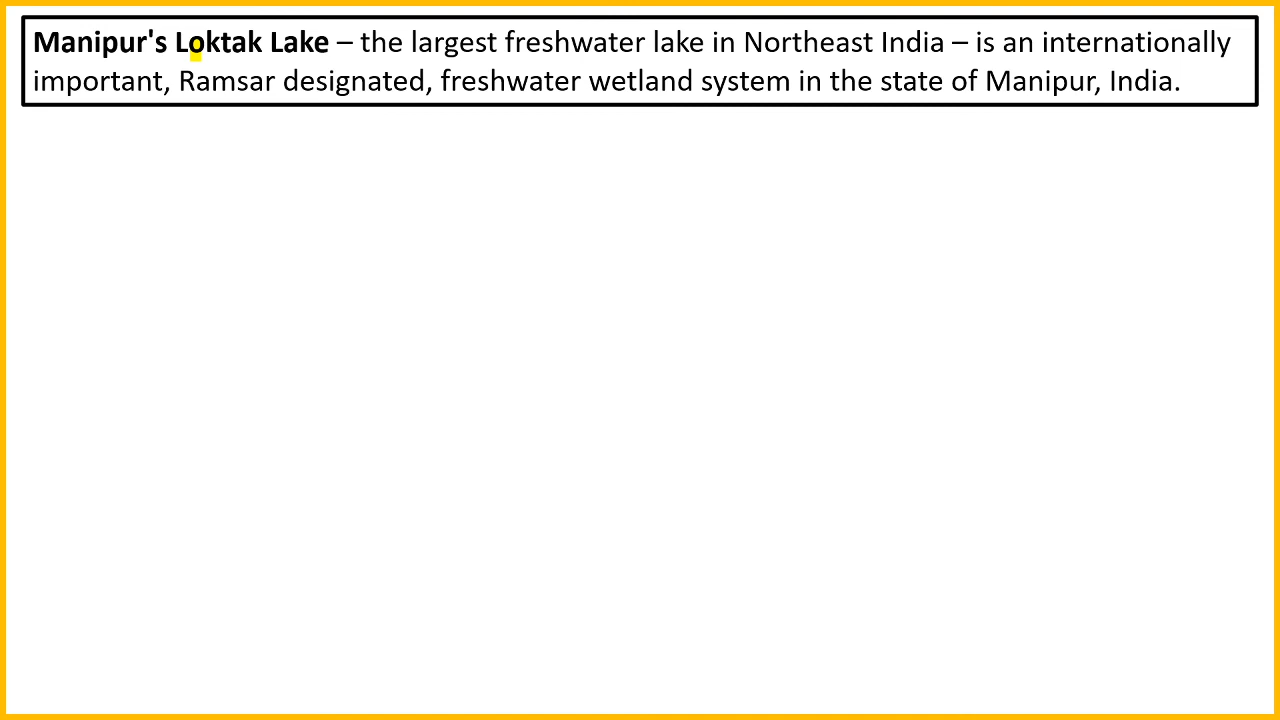 Manipur's Loktak Lake – the largest freshwater lake in Northeast India – is an internationally
important, Ramsar designated, freshwater wetland system in the state of Manipur, India.